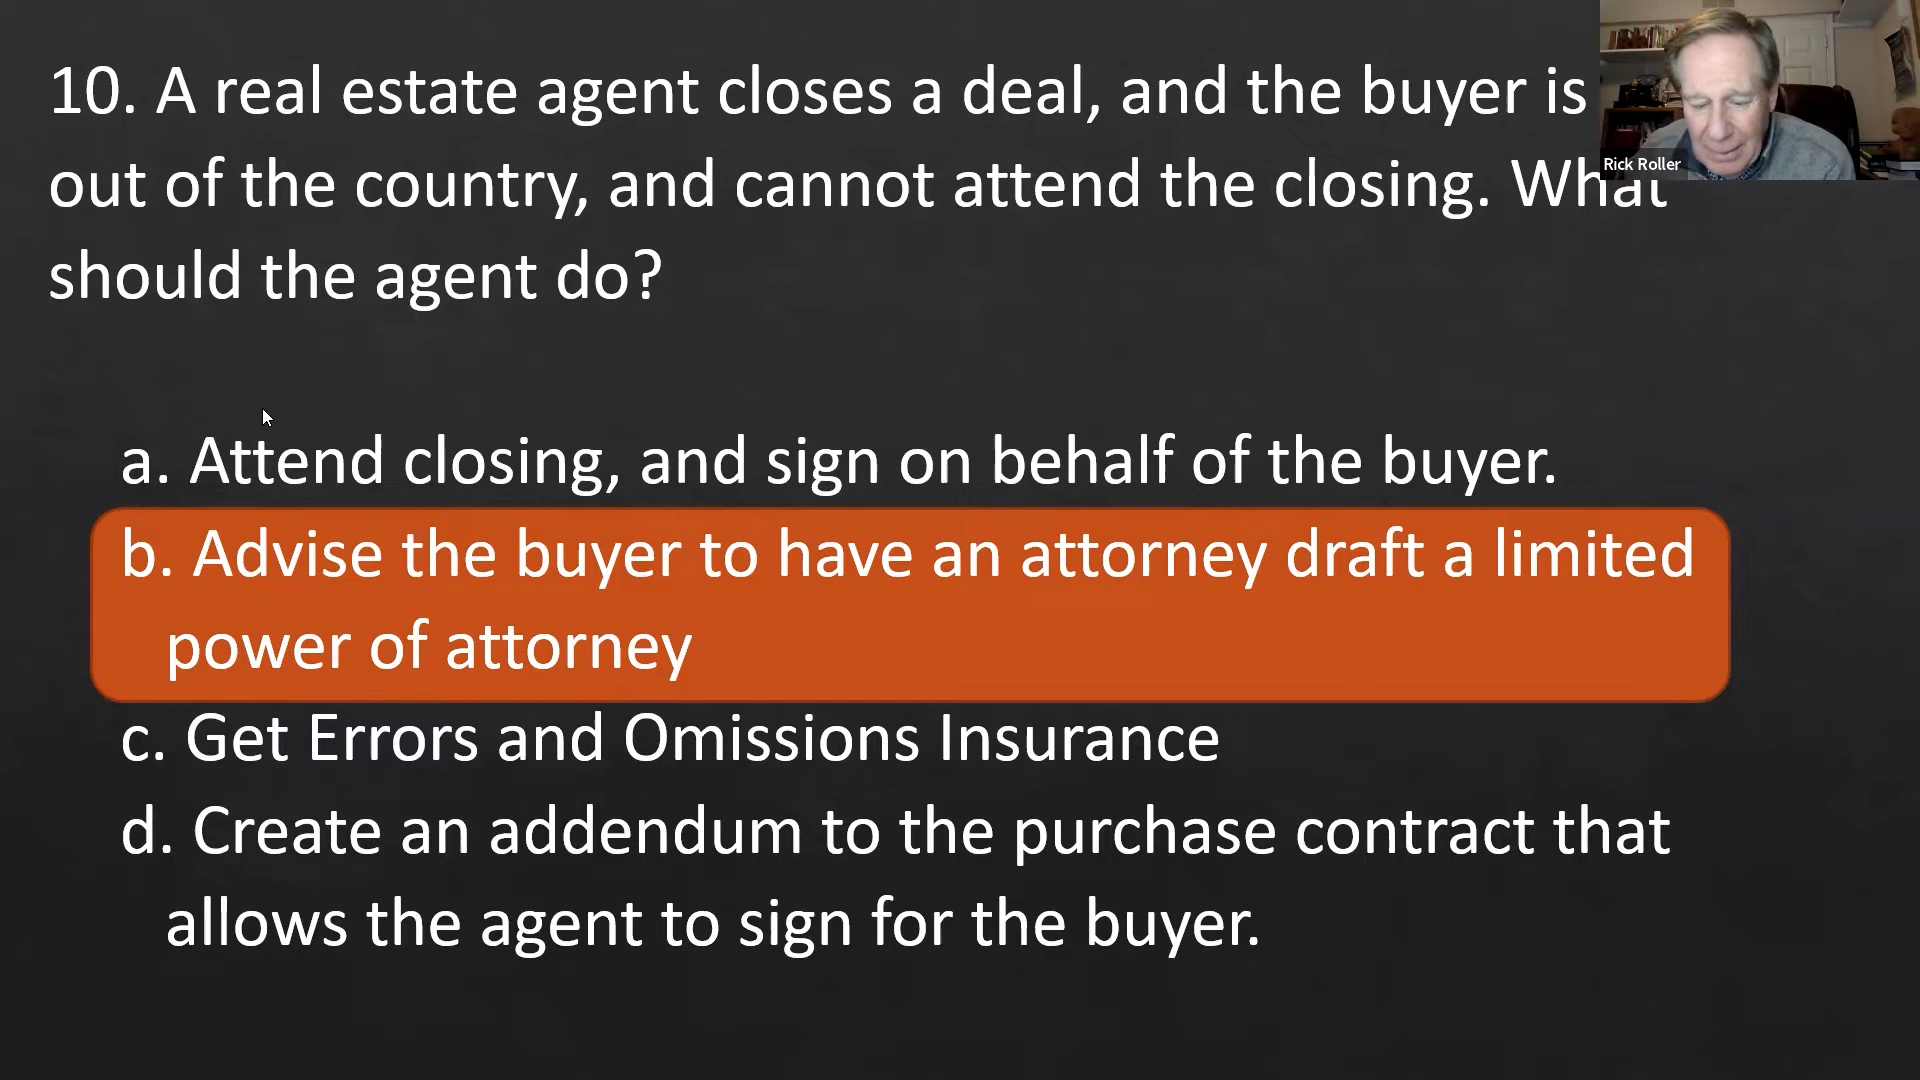 10. A real estate agent closes a deal, and the buyer is
out of the country, and cannot attend the closing. What
should the agent do?
Rick Roller
a. Attend closing, and sign on behalf of the buyer.
b. Advise the buyer to have an attorney draft a limited
power of attorney
c. Get Errors and Omissions Insurance
d. Create an addendum to the purchase contract that
allows the agent to sign for the buyer.